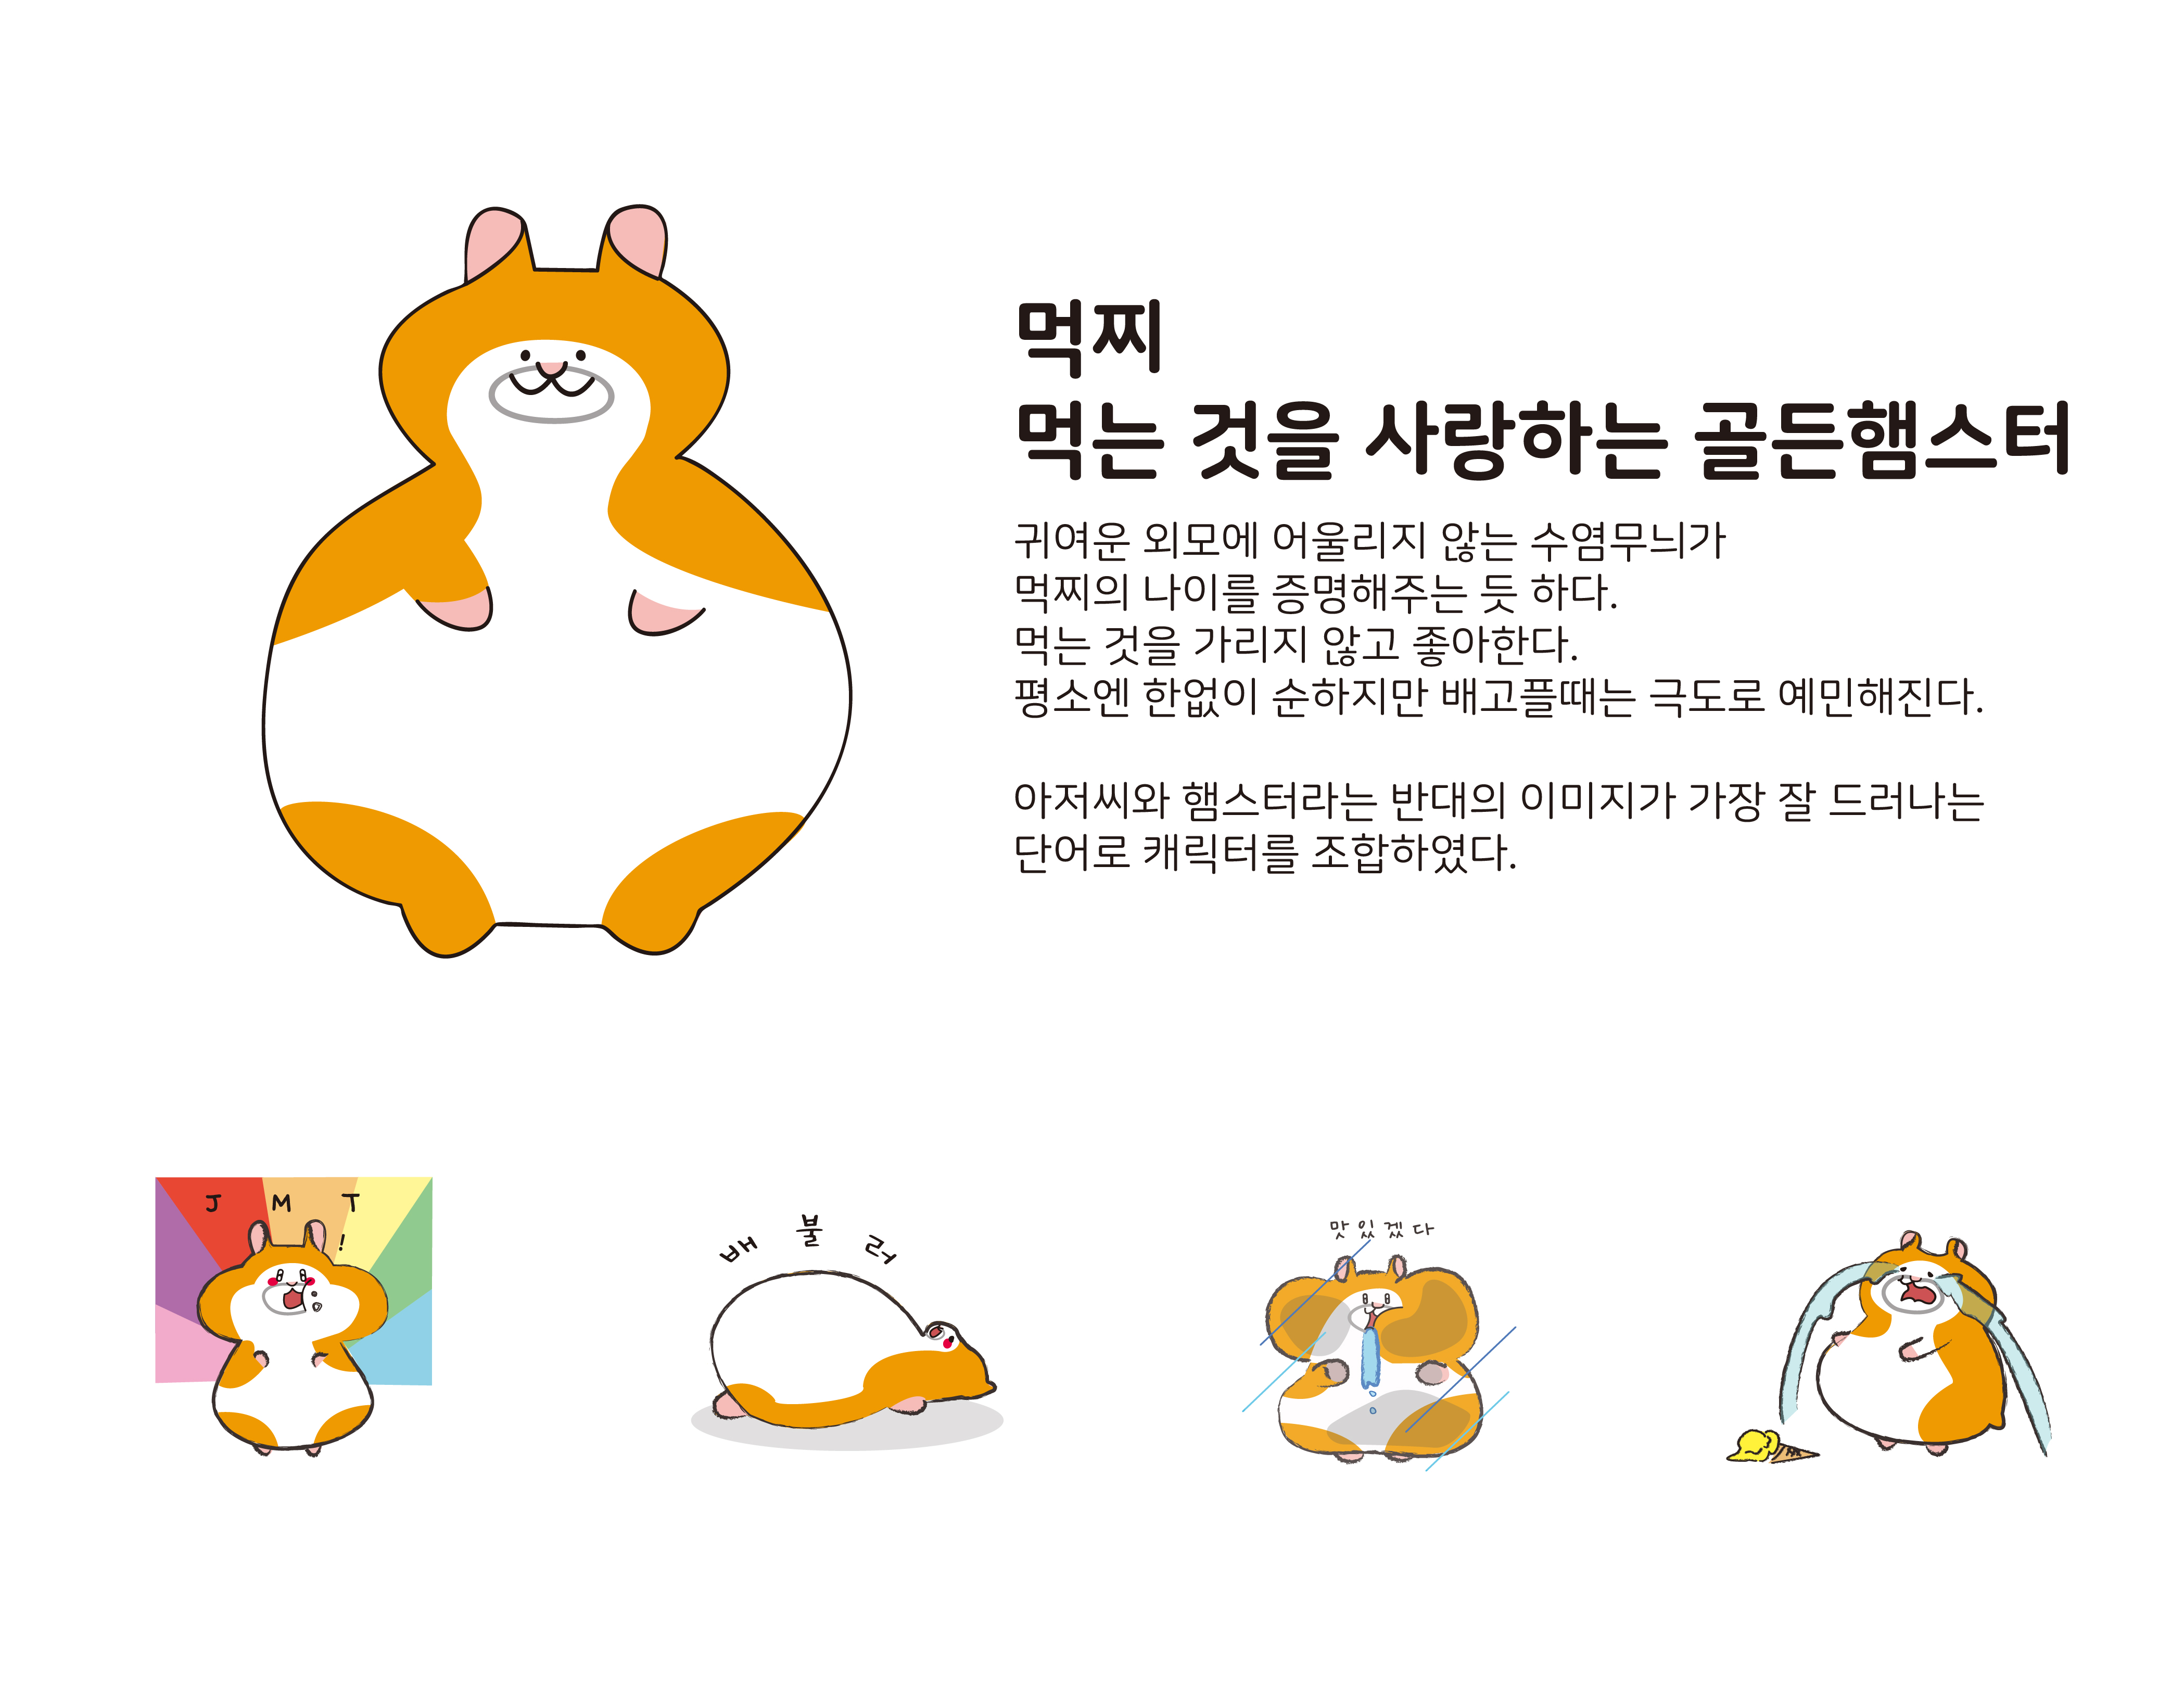 먹찌
먹는 것을 사랑하는 골든햄스터
귀여운 외모에 어울리지 않는 수염무늬가
먹찌의 나이를 증명해주는 듯 하다.
먹는 것을 가리지 않고 좋아한다.
평소엔 한없이 순하지만 배고플때는 극도로 예민해진다.
아저씨와 햄스터라는 반대의 이미지가 가장 잘 드러나는
단어로 캐릭터를 조합하였다.
J M T !
배 불 러
맛 있 겠 다